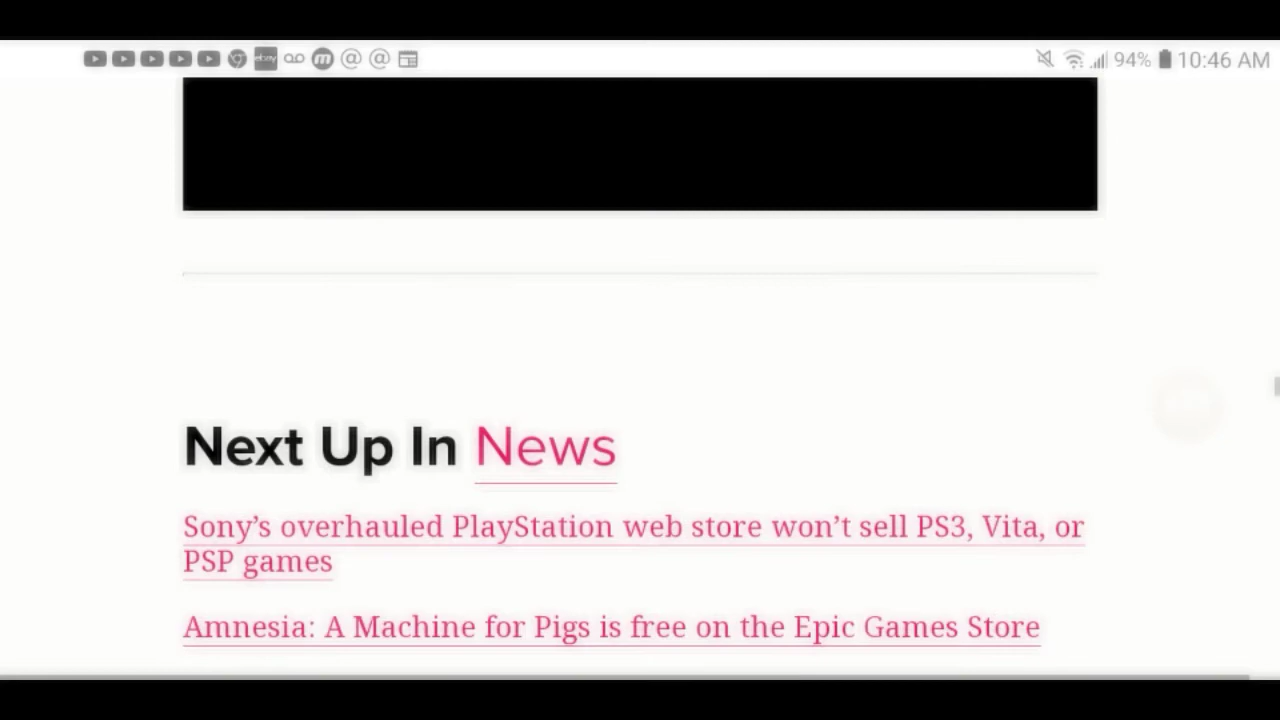 ebay 94% 10:46 AM
Next Up In News
Sony’s overhauled PlayStation web store won’t sell PS3, Vita, or
PSP games
Amnesia: A Machine for Pigs is free on the Epic Games Store